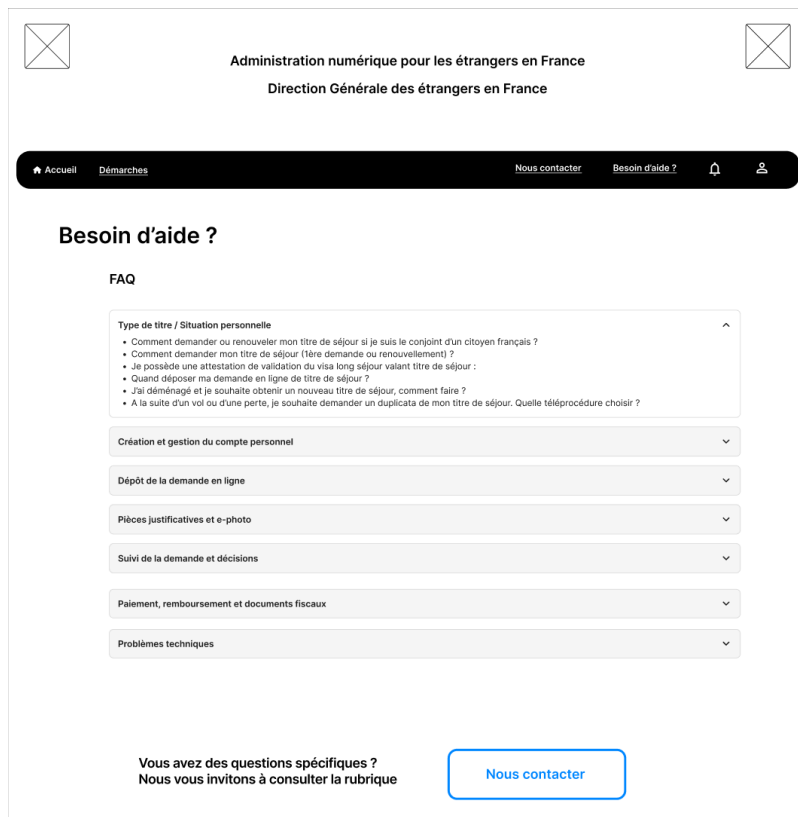 Administration numérique pour les étrangers en France
Direction Générale des étrangers en France
Accueil
Démarches
Nous contacter
Besoin d'aide ?
Besoin d'aide ?
FAQ
Type de titre / Situation personnelle
• Comment demander ou renouveler mon titre de séjour si je suis le conjoint d'un citoyen français ?
• Comment demander mon titre de séjour (1ère demande ou renouvellement) ?
• Je possède une attestation de validation du visa long séjour valant titre de séjour :
• Quand déposer ma demande en ligne de titre de séjour ?
• J'ai déménagé et je souhaite obtenir un nouveau titre de séjour, comment faire ?
• A la suite d'un vol ou d'une perte, je souhaite demander un duplicata de mon titre de séjour. Quelle téléprocédure choisir ?
Création et gestion du compte personnel
Dépôt de la demande en ligne
Pièces justificatives et e-photo
Suivi de la demande et décisions
Paiement, remboursement et documents fiscaux
Problèmes techniques
Vous avez des questions spécifiques ?
Nous vous invitons à consulter la rubrique
Nous contacter